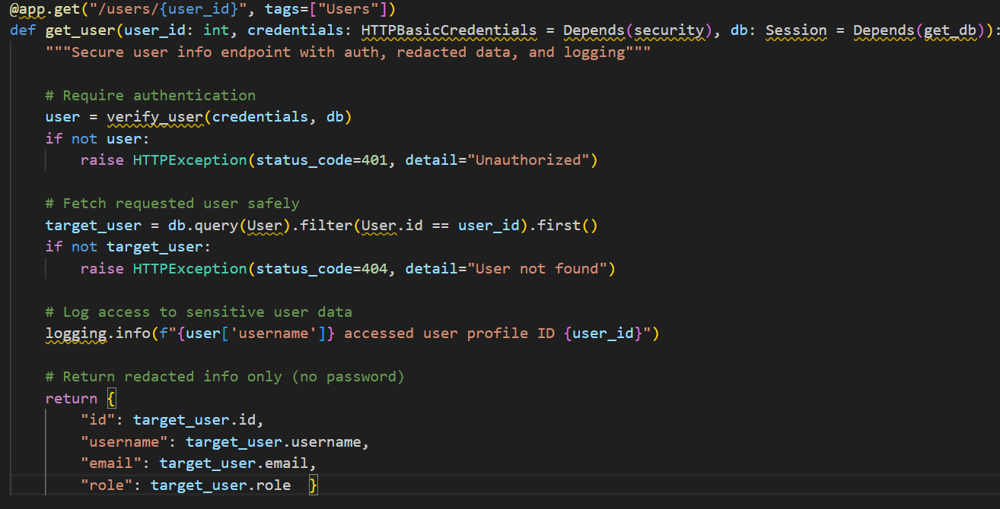 @app.get("/users/{user_id}", tags=["Users"])
def get_user(user_id: int, credentials: HTTPBasicCredentials = Depends(security), db: Session = Depends(get_db)):
    """Secure user info endpoint with auth, redacted data, and logging"""

    # Require authentication
    user = verify_user(credentials, db)
    if not user:
        raise HTTPException(status_code=401, detail="Unauthorized")

    # Fetch requested user safely
    target_user = db.query(User).filter(User.id == user_id).first()
    if not target_user:
        raise HTTPException(status_code=404, detail="User not found")

    # Log access to sensitive user data
    logging.info(f"{user['username']} accessed user profile ID {user_id}")

    # Return redacted info only (no password)
    return {
        "id": target_user.id,
        "username": target_user.username,
        "email": target_user.email,
        "role": target_user.role  }